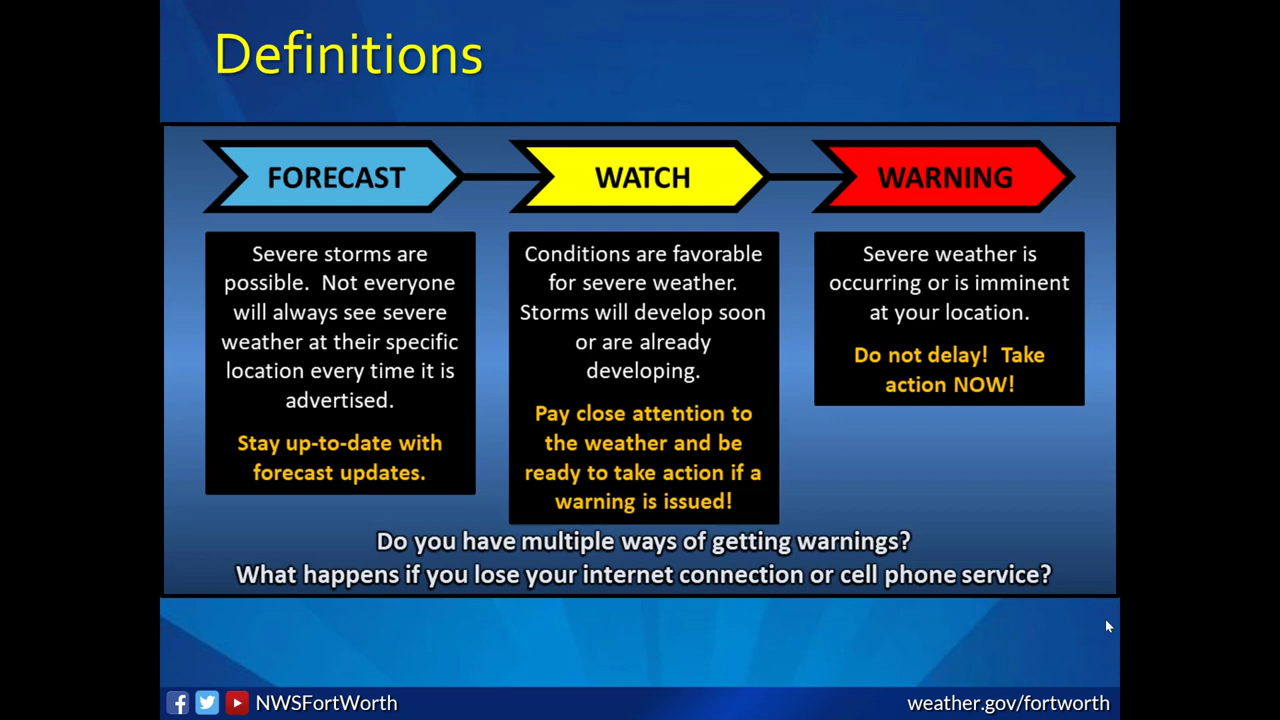 Definitions
FORECAST
WATCH
WARNING
Severe storms are
possible. Not everyone
will always see severe
weather at their specific
location every time it is
advertised.
Stay up-to-date with
forecast updates.
Conditions are favorable
for severe weather.
Storms will develop soon
or are already
developing.
Pay close attention to
the weather and be
ready to take action if a
warning is issued!
Severe weather is
occurring or is imminent
at your location.
Do not delay! Take
action NOW!
Do you have multiple ways of getting warnings?
What happens if you lose your internet connection or cell phone service?
NWSFortWorth
weather.gov/fortworth